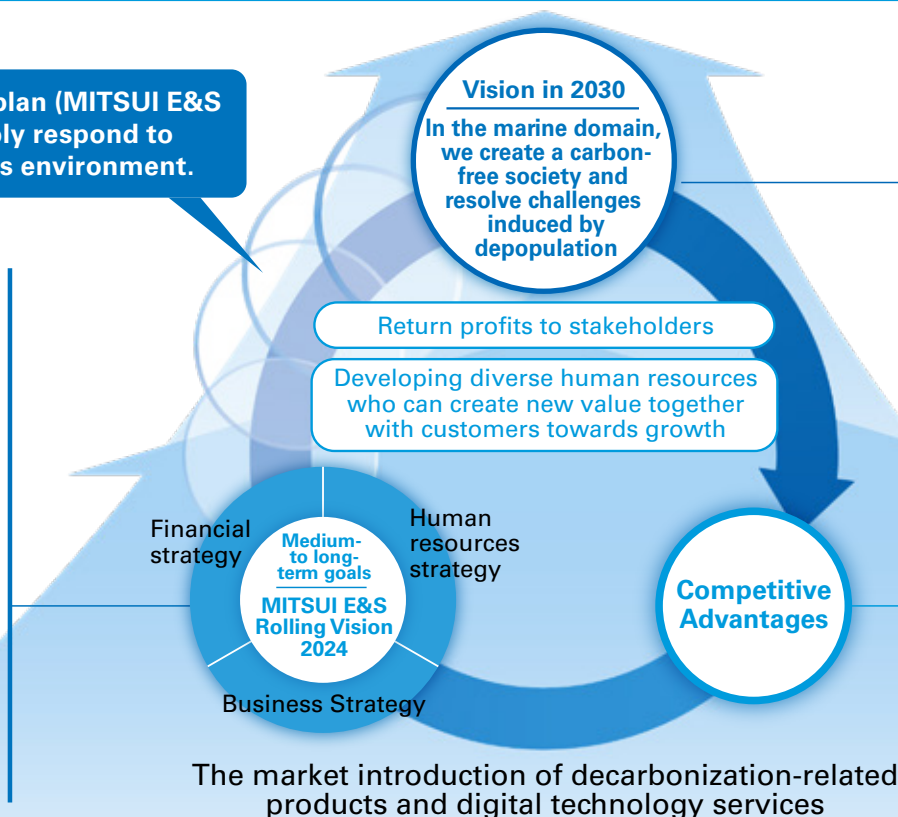 plan (MITSUI E&S
respond to
environment.
Vision in 2030
In the marine domain,
we create a carbon-
free society and
resolve challenges
induced by
depopulation
Return profits to stakeholders
Developing diverse human resources
who can create new value together
with customers towards growth
Financial
strategy
Human
resources
strategy
Medium-
to long-
term goals
MITSUI E&S
Rolling Vision
2024
Business Strategy
Competitive
Advantages
The market introduction of decarbonization-related
products and digital technology services